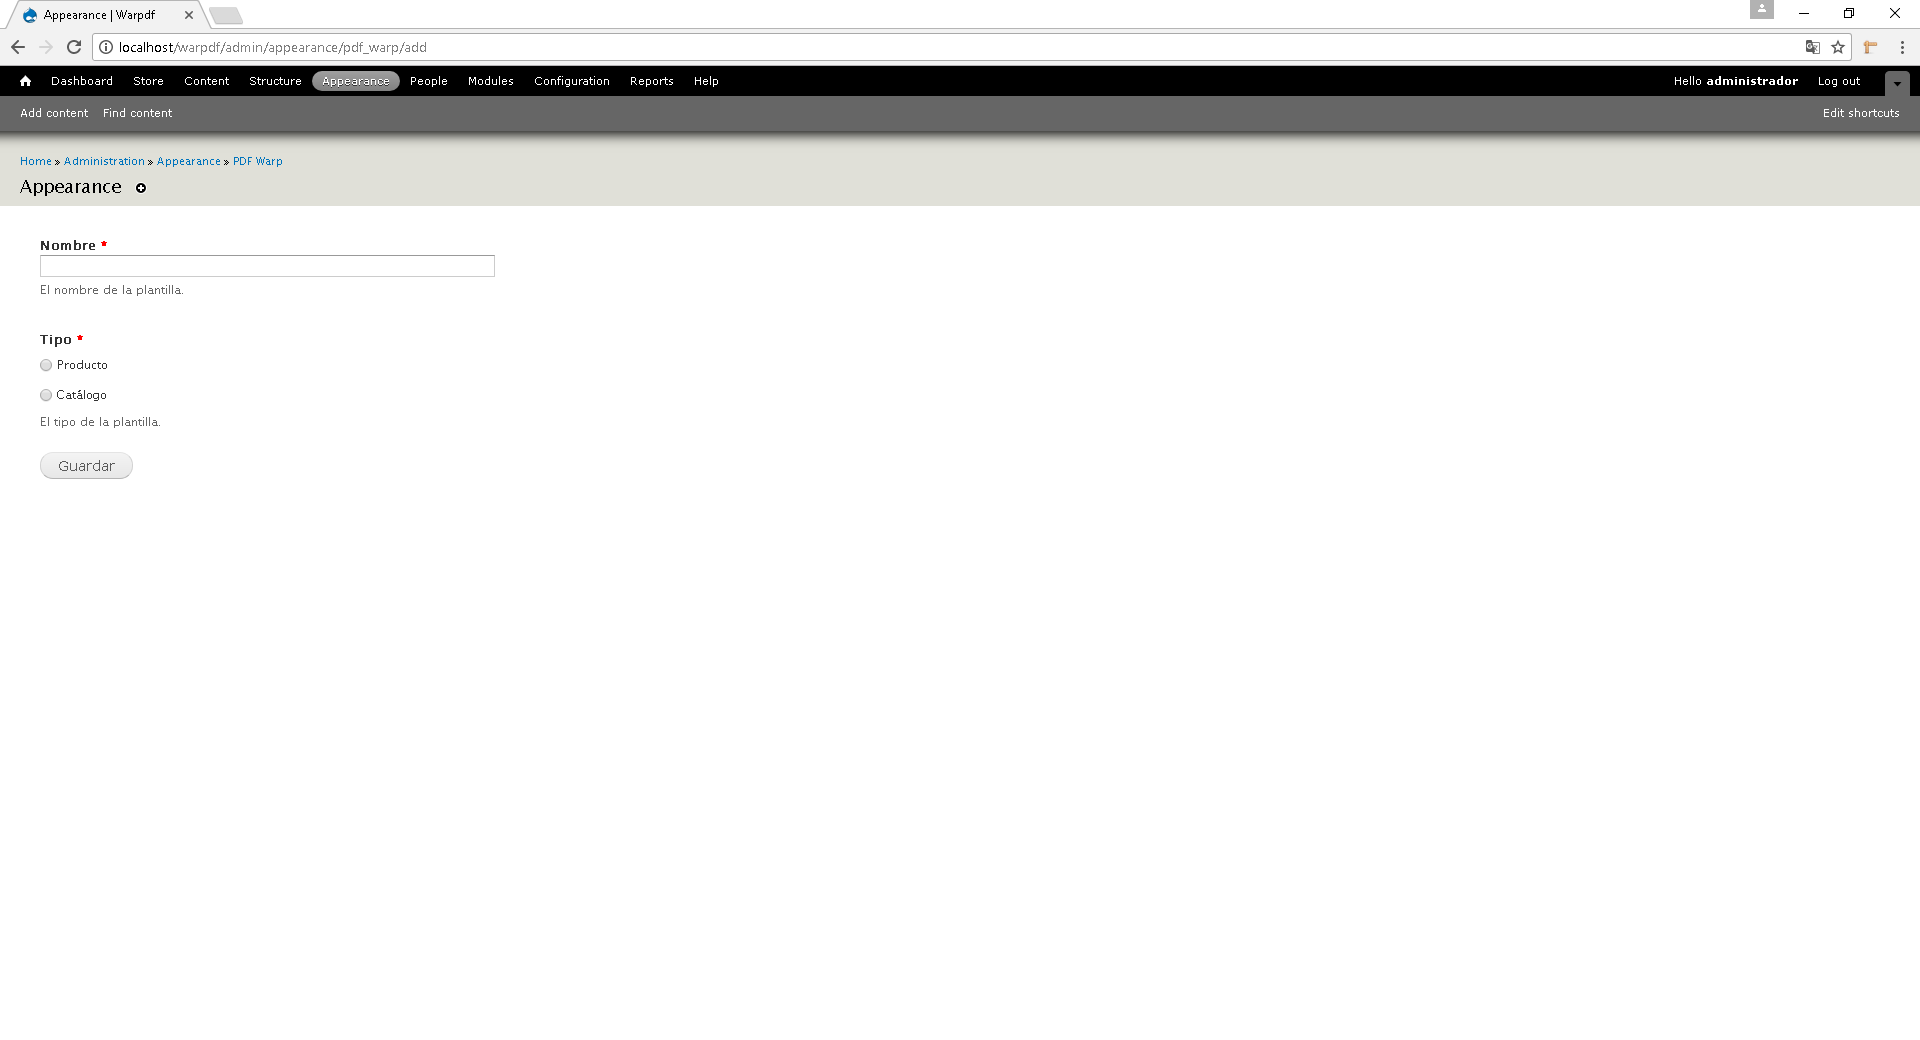 Appearance | Warpdf
localhost/warpdf/admin/appearance/pdf_warp/add
Dashboard Store Content Structure Appearance People Modules Configuration Reports Help Hello administrador Log out
Add content Find content Edit shortcuts
Home » Administration » Appearance » PDF Warp
Appearance
Nombre *
El nombre de la plantilla.
Tipo *
Producto
Catálogo
El tipo de la plantilla.
Guardar